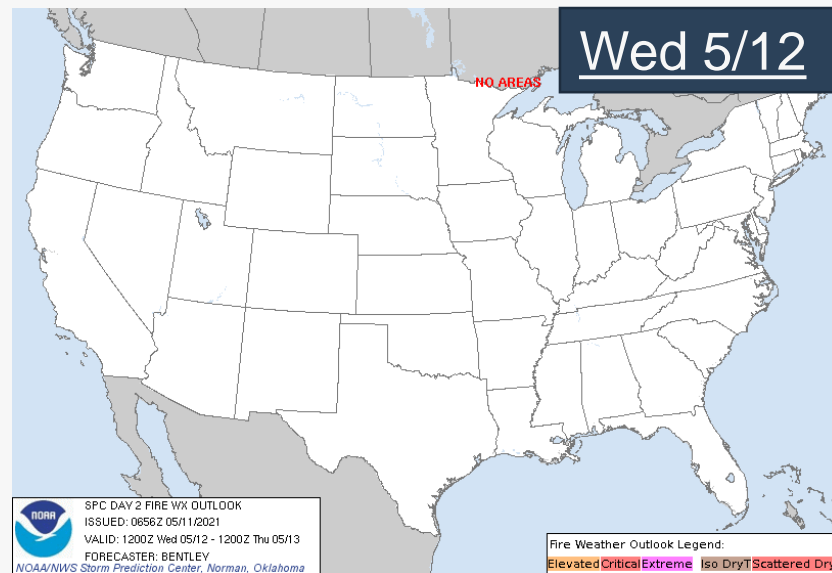 Wed 5/12
NO AREAS
NOAA
SPC DAY 2 FIRE WX OUTLOOK
ISSUED: 0656Z 05/11/2021
VALID: 1200Z Wed 05/12 - 1200Z Thu 05/13
FORECASTER: BENTLEY
NOAA/NWS Storm Prediction Center, Norman, Oklahoma
Fire Weather Outlook Legend:
Elevated Critical Extreme Iso DryT Scattered Dry